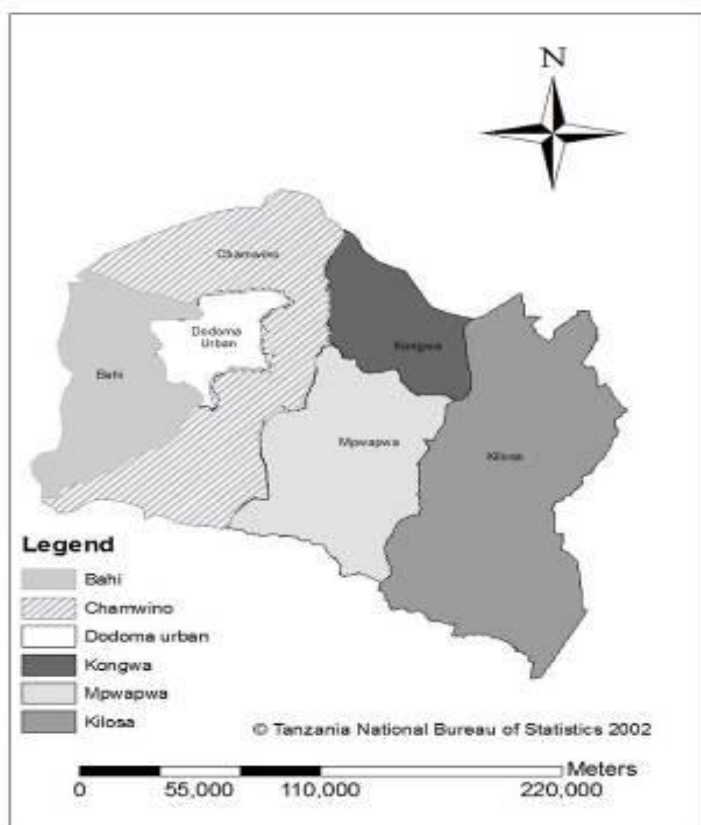 N
Chamwino
Dodoma
Urban
Kongwa
Bahi
Mpwapwa
Kilosa
Legend
Bahi
Chamwino
Dodoma urban
Kongwa
Mpwapwa
Kilosa
© Tanzania National Bureau of Statistics 2002
Meters
0 55,000 110,000 220,000